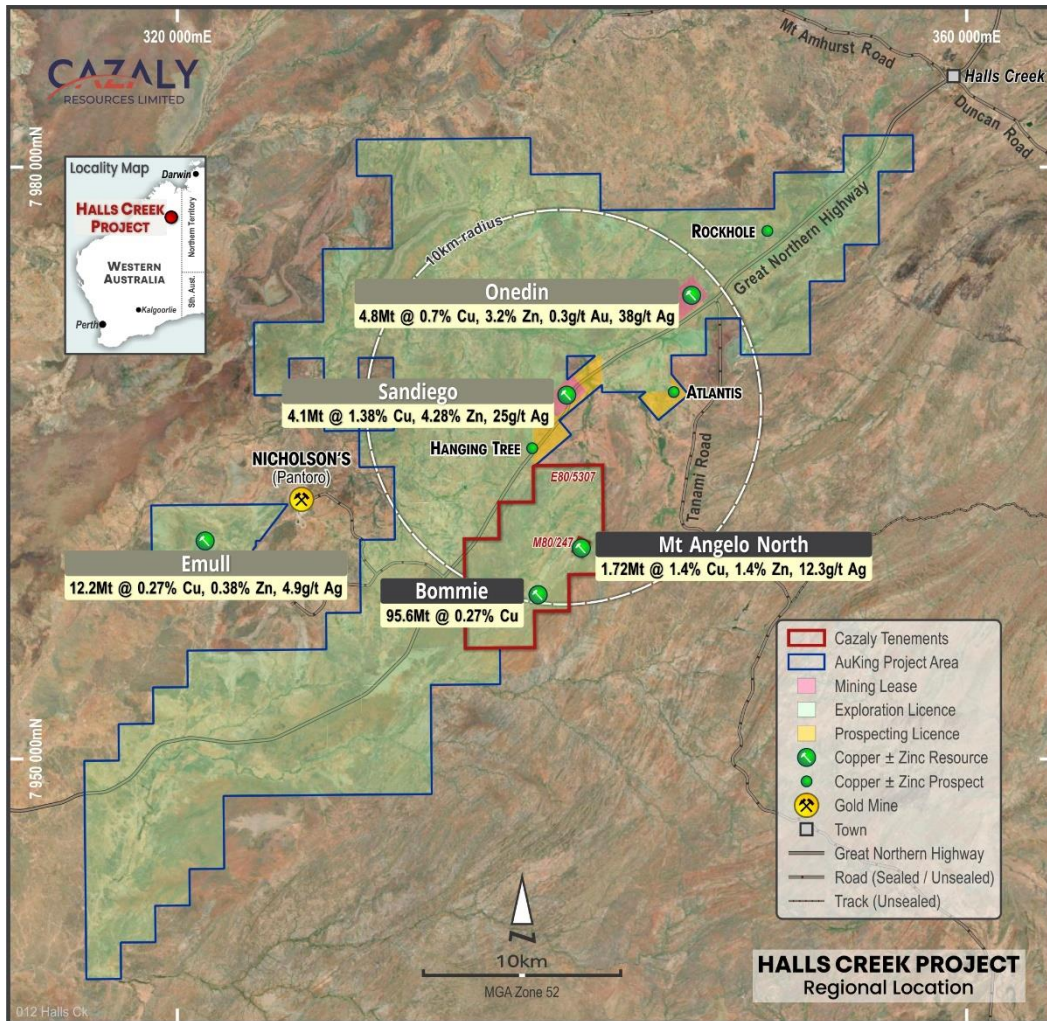 320 000mE
360 000mE
Mt Amhurst Road
Halls Creek
Duncan Road
CAZALY
RESOURCES LIMITED
7 980 000mN
Locality Map
Darwin
HALLS CREEK
PROJECT
Northern Territory
WESTERN
AUSTRALIA
Sth. Aust.
Kalgoorlie
Perth
10km radius
ROCKHOLE
Great Northern Highway
Onedin
4.8Mt @ 0.7% Cu, 3.2% Zn, 0.3g/t Au, 38g/t Ag
Sandiego
4.1Mt @ 1.38% Cu, 4.28% Zn, 25g/t Ag
ATLANTIS
HANGING TREE
Tanami Road
NICHOLSON'S
(Pantoro)
E80/5307
M80/247
Emull
12.2Mt @ 0.27% Cu, 0.38% Zn, 4.9g/t Ag
Mt Angelo North
1.72Mt @ 1.4% Cu, 1.4% Zn, 12.3g/t Ag
Bommie
95.6Mt @ 0.27% Cu
7 950 000mN
Cazaly Tenements
AuKing Project Area
Mining Lease
Exploration Licence
Prospecting Licence
Copper ± Zinc Resource
Copper ± Zinc Prospect
Gold Mine
Town
Great Northern Highway
Road (Sealed / Unsealed)
Track (Unsealed)
N
10km
MGA Zone 52
HALLS CREEK PROJECT
Regional Location
012 Halls Ck